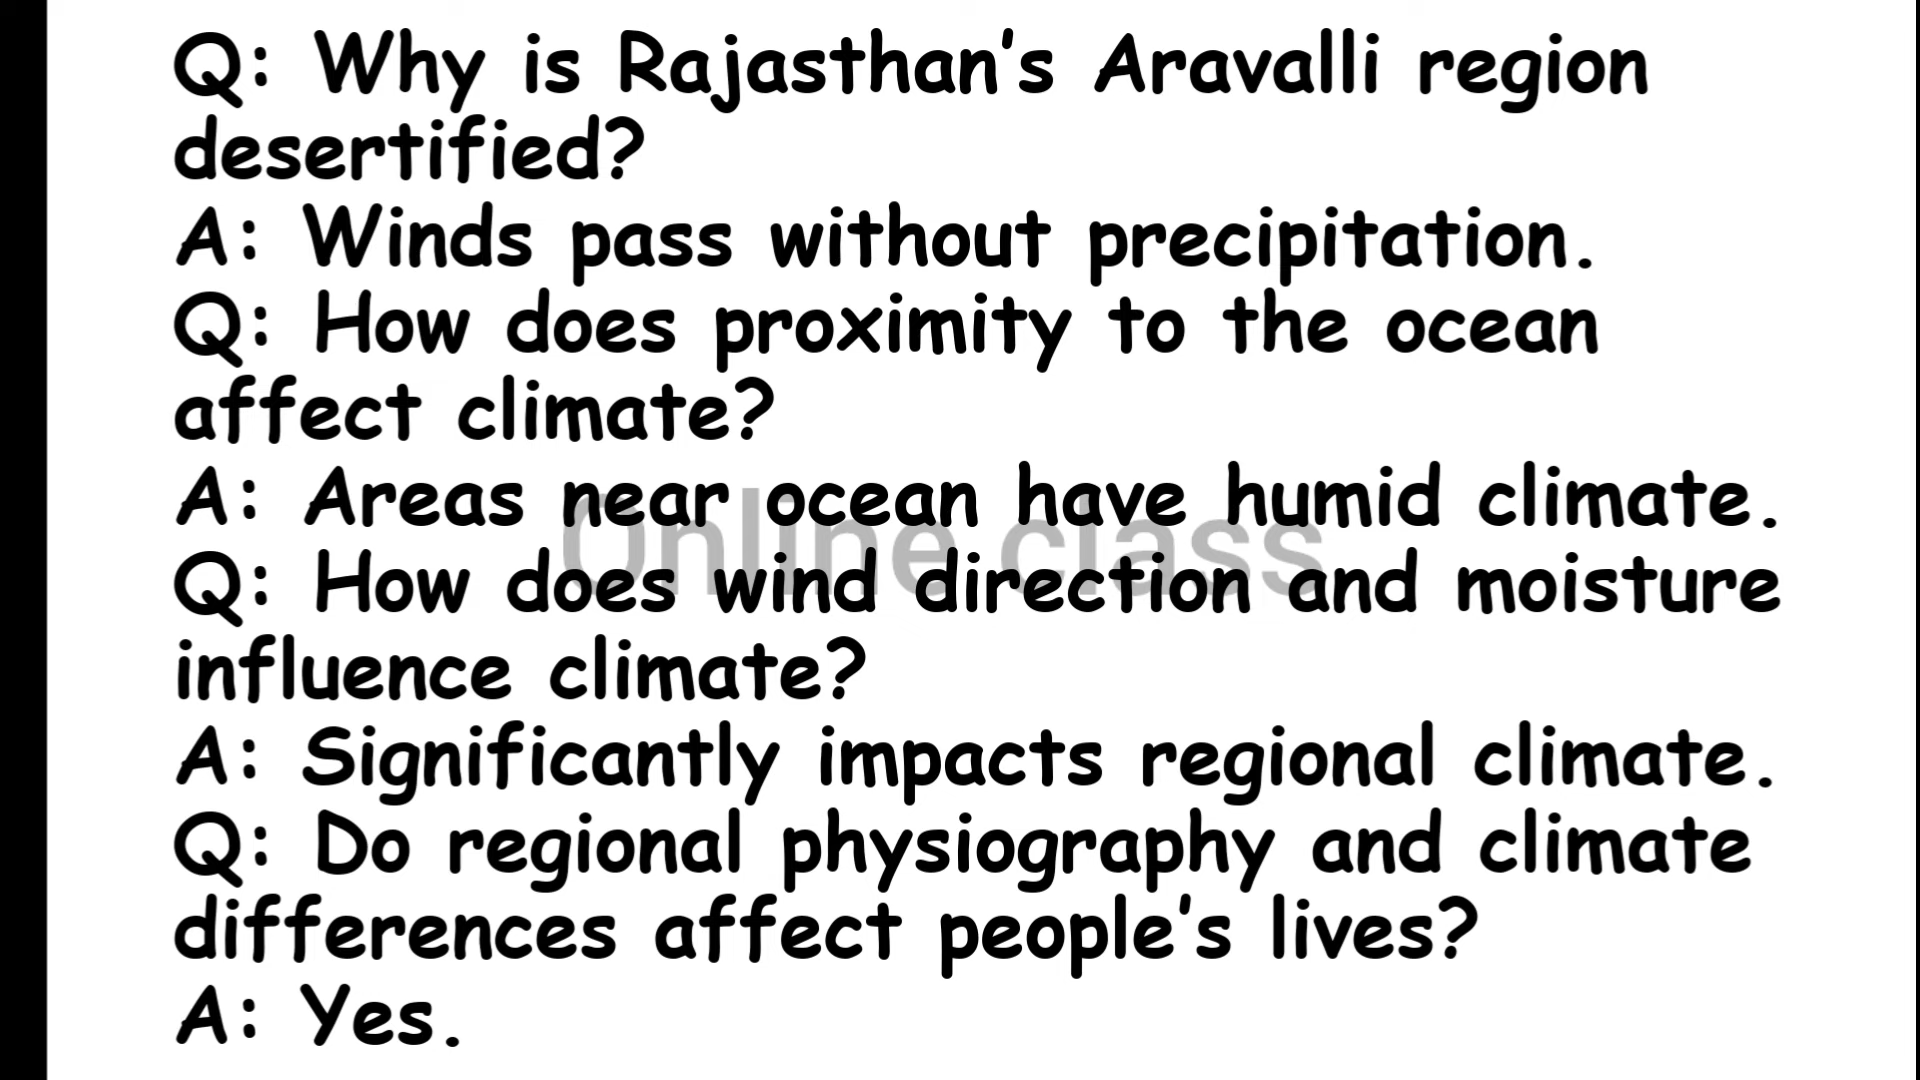 Q: Why is Rajasthan's Aravalli region
desertified?
A: Winds pass without precipitation.
Q: How does proximity to the ocean
affect climate?
A: Areas near ocean have humid climate.
Online class
Q: How does wind direction and moisture
influence climate?
A: Significantly impacts regional climate.
Q: Do regional physiography and climate
differences affect people's lives?
A: Yes.